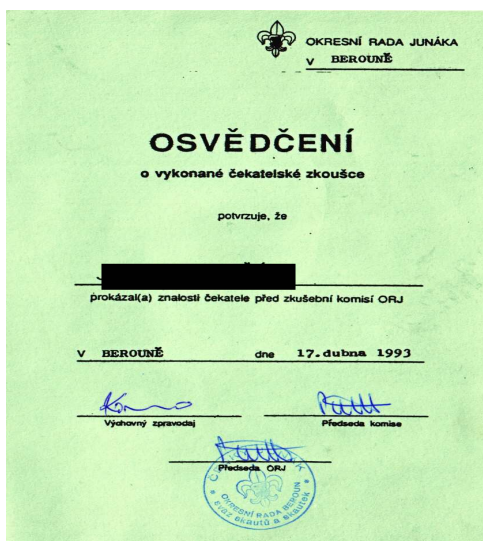 OKRESNÍ RADA JUNÁKA
V BEROUNĚ
OSVĚDČENÍ
o vykonané čekatelské zkoušce
potvrzuje, že
prokázal(a) znalosti čekatele před zkušební komisí ORJ
V BEROUNĚ dne 17. dubna 1993
Výchovný zpravodaj
Předseda komise
Předseda ORJ
OKRESNÍ RADA BEROUN
svaz skautů a skautek